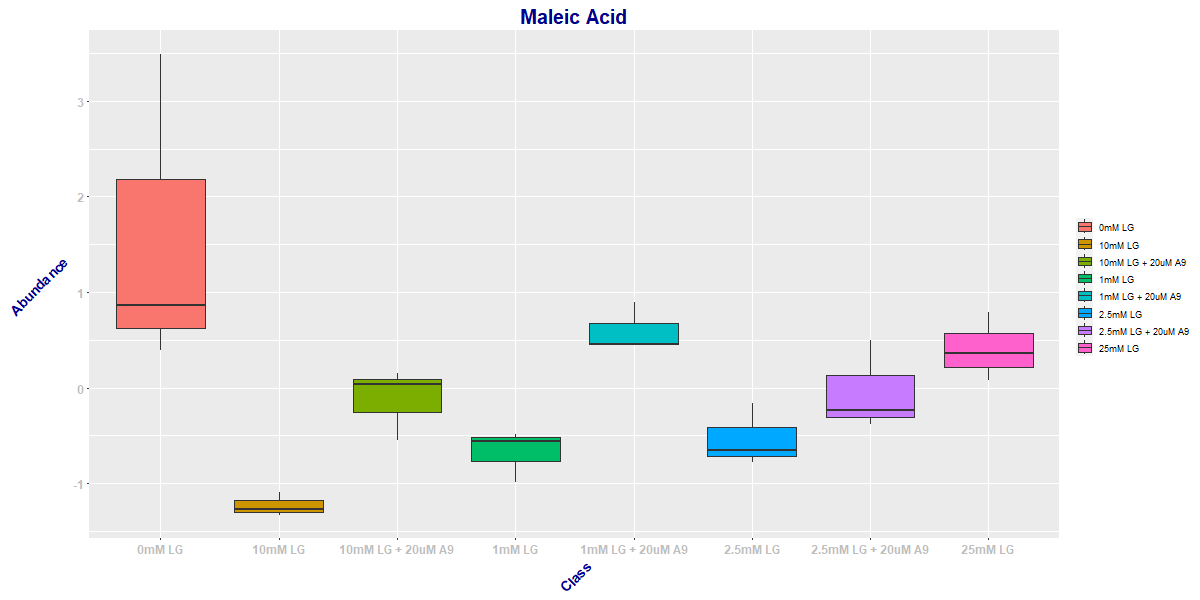 Maleic Acid
Abundance
3
2
1
0
-1
0mM LG
10mM LG
10mM LG + 20uM A9
1mM LG
1mM LG + 20uM A9
2.5mM LG
2.5mM LG + 20uM A9
25mM LG
Class
0mM LG
10mM LG
10mM LG + 20uM A9
1mM LG
1mM LG + 20uM A9
2.5mM LG
2.5mM LG + 20uM A9
25mM LG